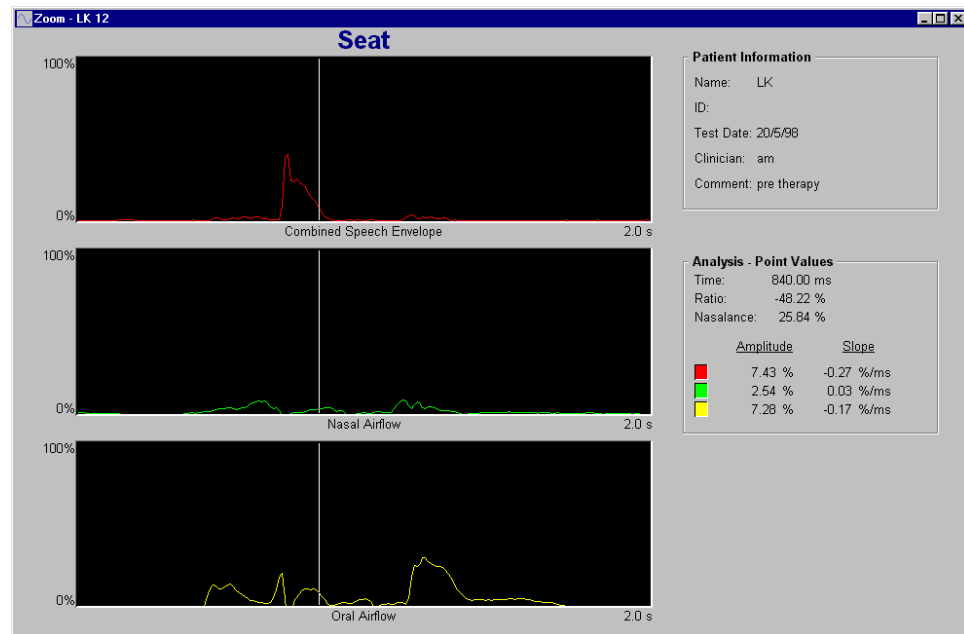 Zoom - LK 12
Seat
100%
0%
Combined Speech Envelope 2.0 s
100%
0%
Nasal Airflow 2.0 s
100%
0%
Oral Airflow 2.0 s
Patient Information
Name: LK
ID:
Test Date: 20/5/98
Clinician: am
Comment: pre therapy
Analysis - Point Values
Time: 840.00 ms
Ratio: -48.22 %
Nasalance: 25.84 %
Amplitude Slope
7.43 % -0.27 %/ms
2.54 % 0.03 %/ms
7.28 % -0.17 %/ms